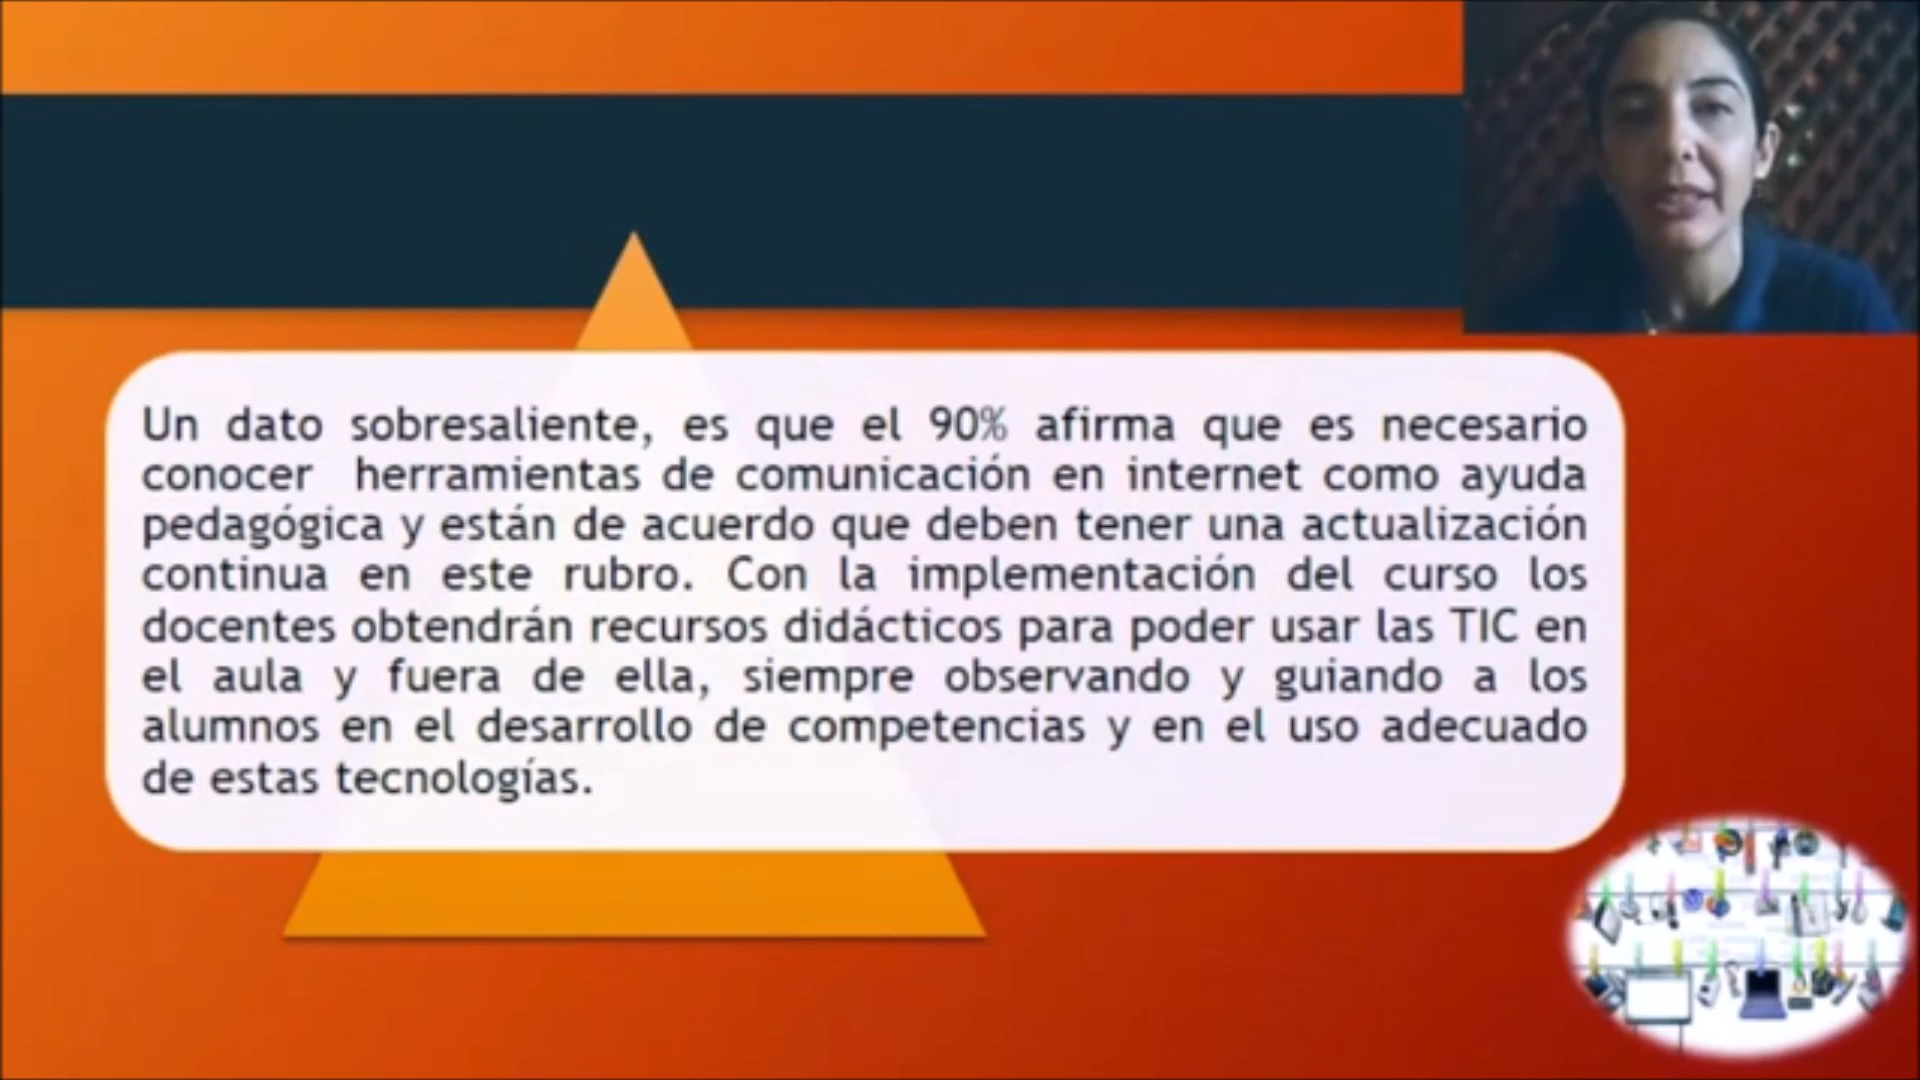 Un dato sobresaliente, es que el 90% afirma que es necesario
conocer herramientas de comunicación en internet como ayuda
pedagógica y están de acuerdo que deben tener una actualización
continua en este rubro. Con la implementación del curso los
docentes obtendrán recursos didácticos para poder usar las TIC en
el aula y fuera de ella, siempre observando y guiando a los
alumnos en el desarrollo de competencias y en el uso adecuado
de estas tecnologías.